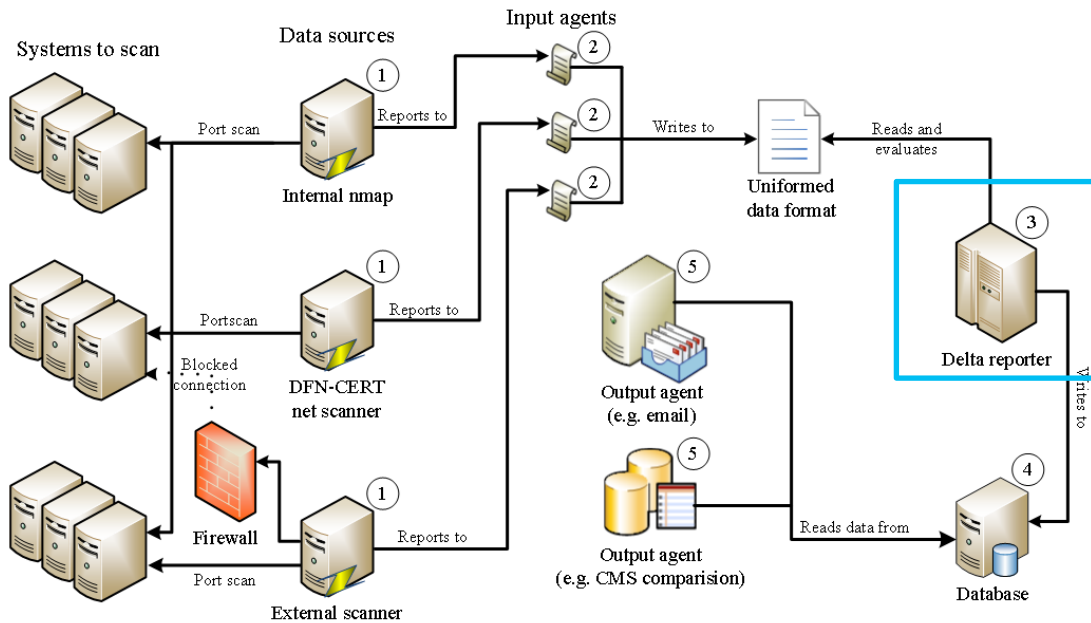 Input agents
Systems to scan
Data sources
1
2
Reports to
Port scan
Internal nmap
2
Writes to
Reads and
evaluates
2
Uniformed
data format
3
Delta reporter
1
5
Reports to
Portscan
Blocked
connection
DFN-CERT
net scanner
Output agent
(e.g. email)
Writes to
5
1
4
Firewall
Reports to
Reads data from
Port scan
Output agent
(e.g. CMS comparision)
External scanner
Database